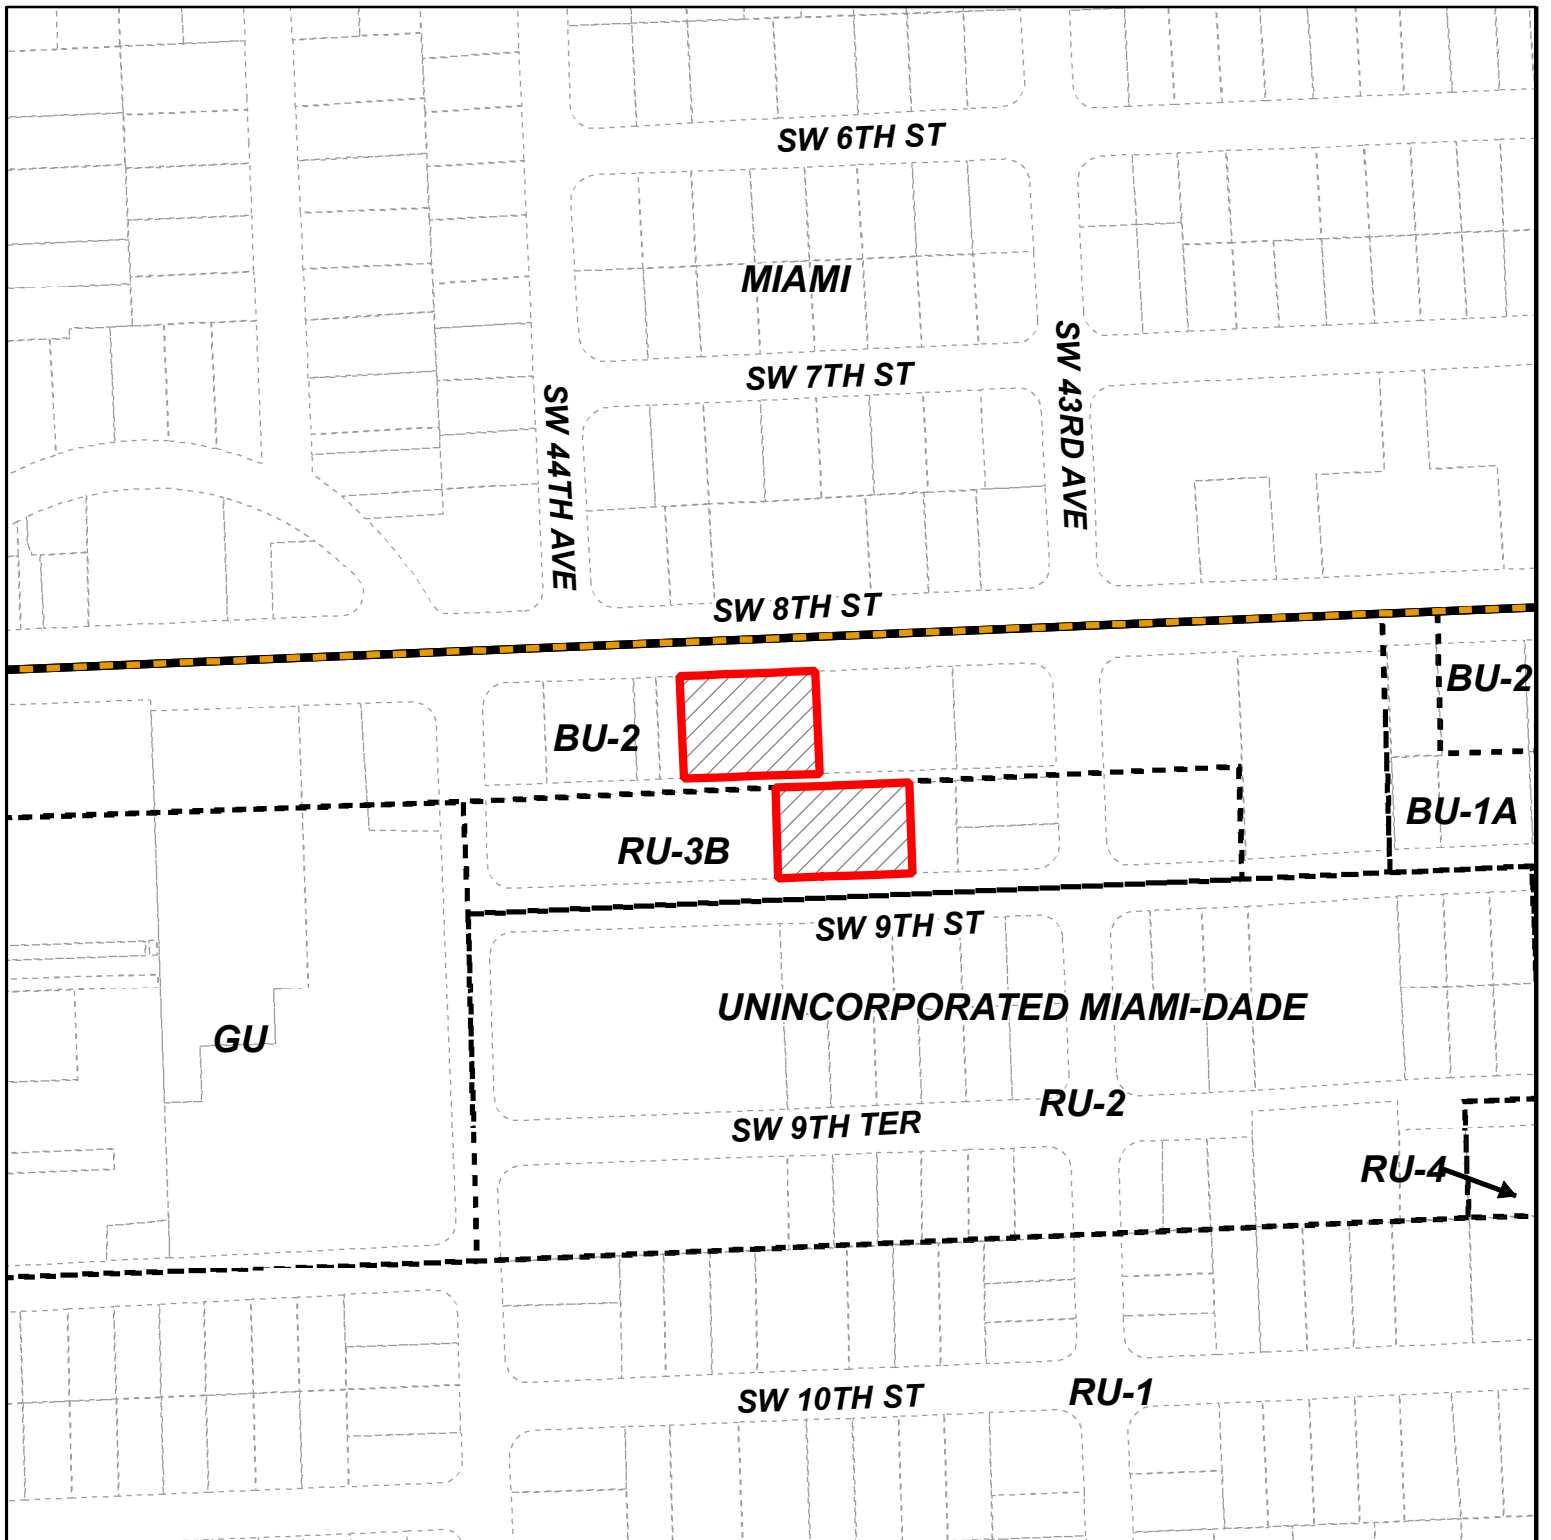 SW 6TH ST
MIAMI
SW 7TH ST
SW 43RD AVE
SW 44TH AVE
SW 8TH ST
BU-2
BU-2
BU-1A
RU-3B
SW 9TH ST
UNINCORPORATED MIAMI-DADE
GU
RU-2
SW 9TH TER
RU-4
RU-1
SW 10TH ST